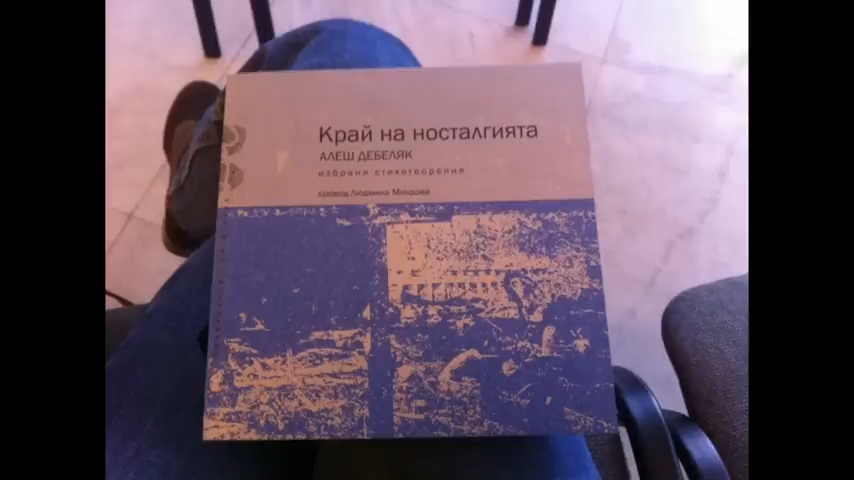 Край на носталгията
АЛЕШ ДЕБЕЛЯК
избрани стихотворения
превод Людмила Миндова